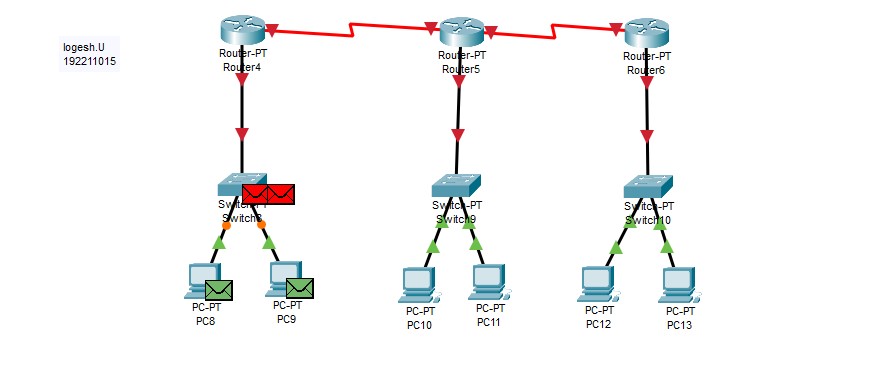 logesh.U
192211015
Router-PT
Router4
Router-PT
Router5
Router-PT
Router6
Switch-PT
Switch8
Switch-PT
Switch9
Switch-PT
Switch10
PC-PT
PC8
PC-PT
PC9
PC-PT
PC10
PC-PT
PC11
PC-PT
PC12
PC-PT
PC13